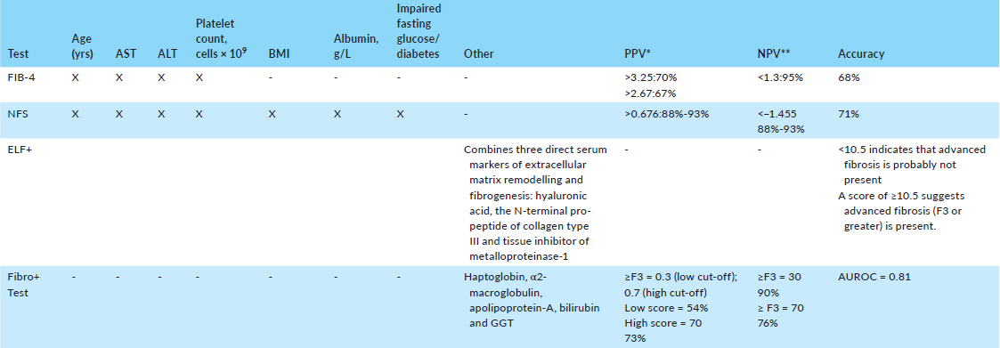 Test Age (yrs) AST ALT Platelet count, cells × 10⁹ BMI Albumin, g/L Impaired fasting glucose/ diabetes Other PPV* NPV** Accuracy
FIB-4 X X X X - - - - >3.25:70% <1.3:95% 68%
>2.67:67%
NFS X X X X X X X - >0.676:88%-93% <–1.455 71%
88%-93%
ELF+ Combines three direct serum - - <10.5 indicates that advanced
markers of extracellular fibrosis is probably not
matrix remodelling and present
fibrogenesis: hyaluronic A score of ≥10.5 suggests
acid, the N-terminal pro- advanced fibrosis (F3 or
peptide of collagen type greater) is present.
III and tissue inhibitor of
metalloproteinase-1
Fibro+ - - - - - - - Haptoglobin, α2- ≥F3 = 0.3 (low cut-off); ≥F3 = 30 AUROC = 0.81
Test macroglobulin, 0.7 (high cut-off) 90%
apolipoprotein-A, bilirubin Low score = 54% ≥ F3 = 70
and GGT High score = 70 76%
73%